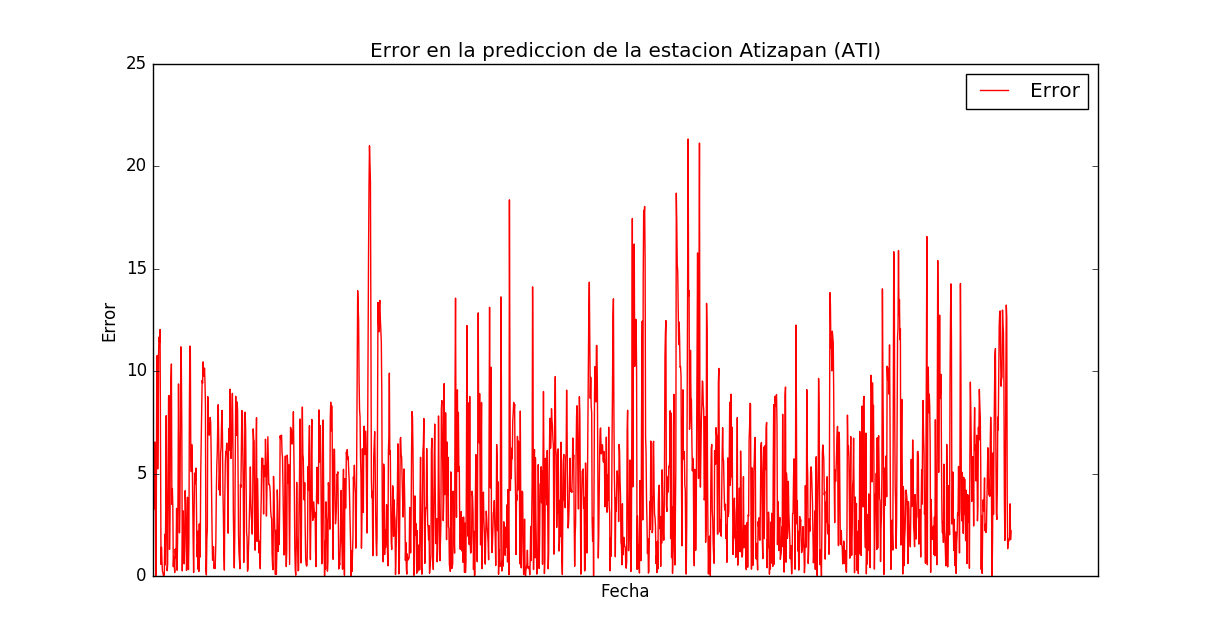 Error en la prediccion de la estacion Atizapan (ATI)
25
Error
20
15
Error
10
5
0
Fecha